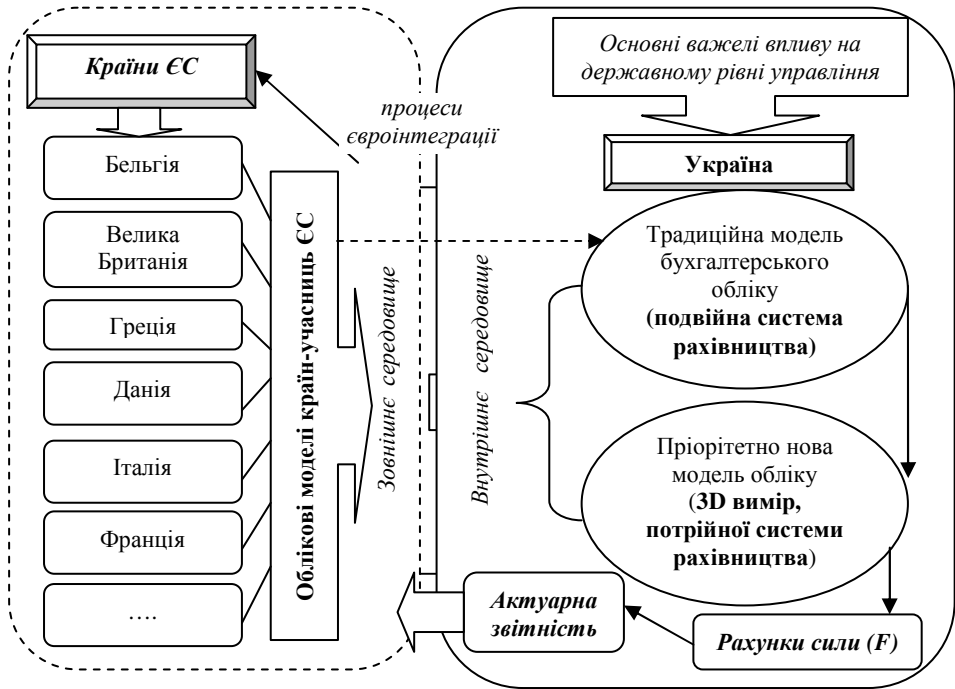 Країни ЄС
Бельгія
Велика
Британія
Греція
Данія
Італія
Франція
….
Облікові моделі країн-учасниць ЄС
процеси
євроінтеграції
Зовнішнє середовище
Внутрішнє середовище
Основні важелі впливу на
державному рівні управління
Україна
Традиційна модель
бухгалтерського
обліку
(подвійна система
рахівництва)
Пріорітетно нова
модель обліку
(3D вимір,
потрійної системи
рахівництва)
Рахунки сили (F)
Актуарна
звітність